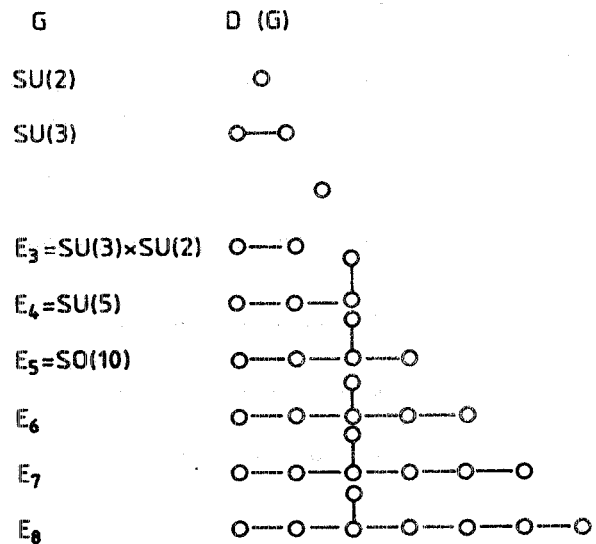 G D (G)
SU(2)
SU(3)
E₃=SU(3)×SU(2)
E₄=SU(5)
E₅=SO(10)
E₆
E₇
E₈